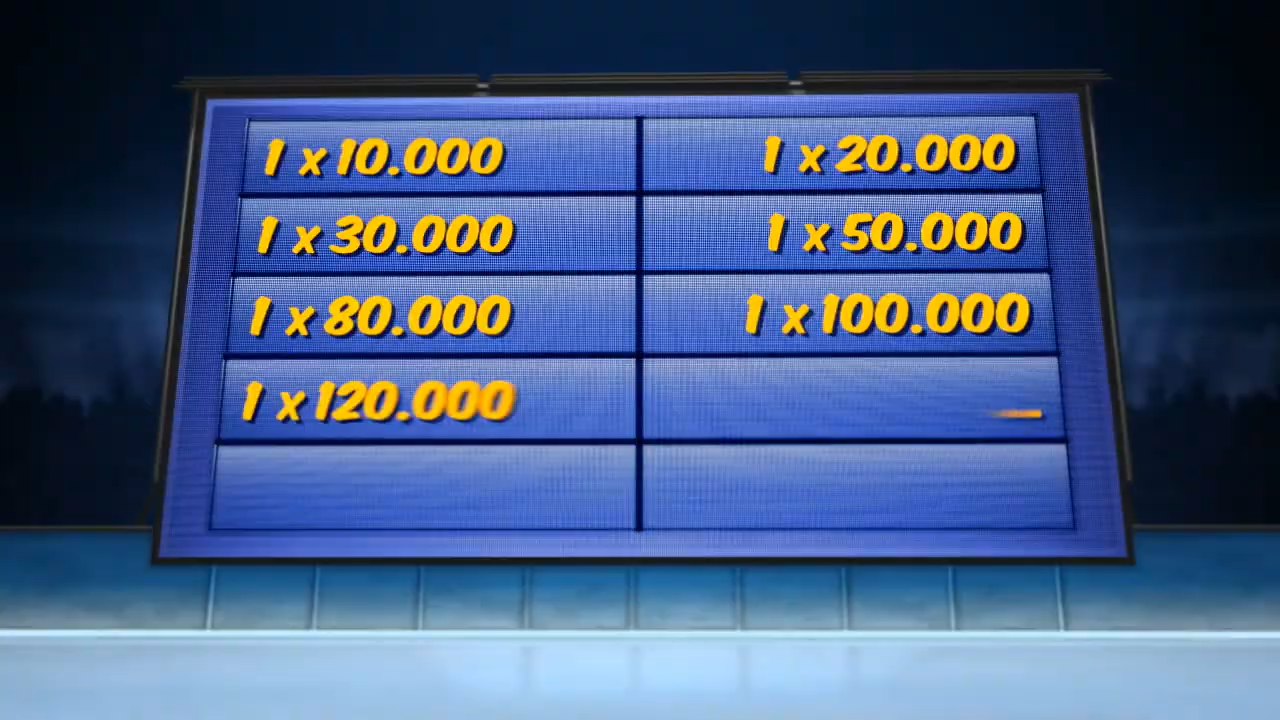 1 x 10.000
1 x 20.000
1 x 30.000
1 x 50.000
1 x 80.000
1 x 100.000
1 x 120.000